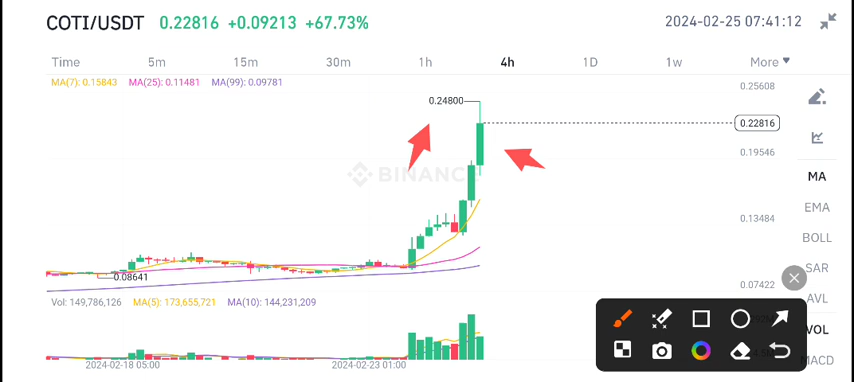 COTI/USDT 0.22816 +0.09213 +67.73% 2024-02-25 07:41:12
Time 5m 15m 30m 1h 4h 1D 1w More
MA(7): 0.15843 MA(25): 0.11481 MA(99): 0.09781
0.25608
0.24800
0.22816
0.19546
BINANCE
MA
EMA
0.13484
BOLL
SAR
0.08641
0.07422
AVL
Vol: 149,786,126 MA(5): 173,655,721 MA(10): 144,231,209
VOL
MACD
2024-02-18 05:00 2024-02-23 01:00